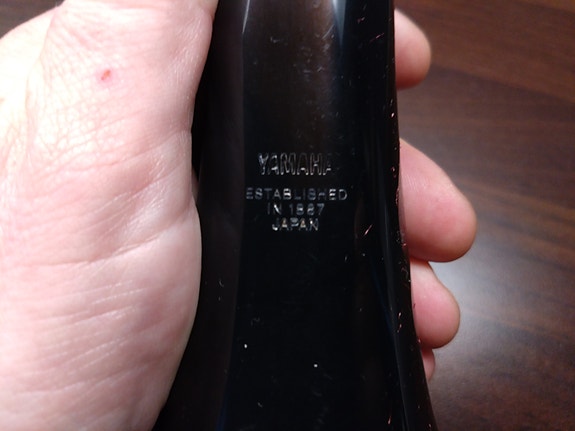 YAMAHA
ESTABLISHED
IN 1887
JAPAN